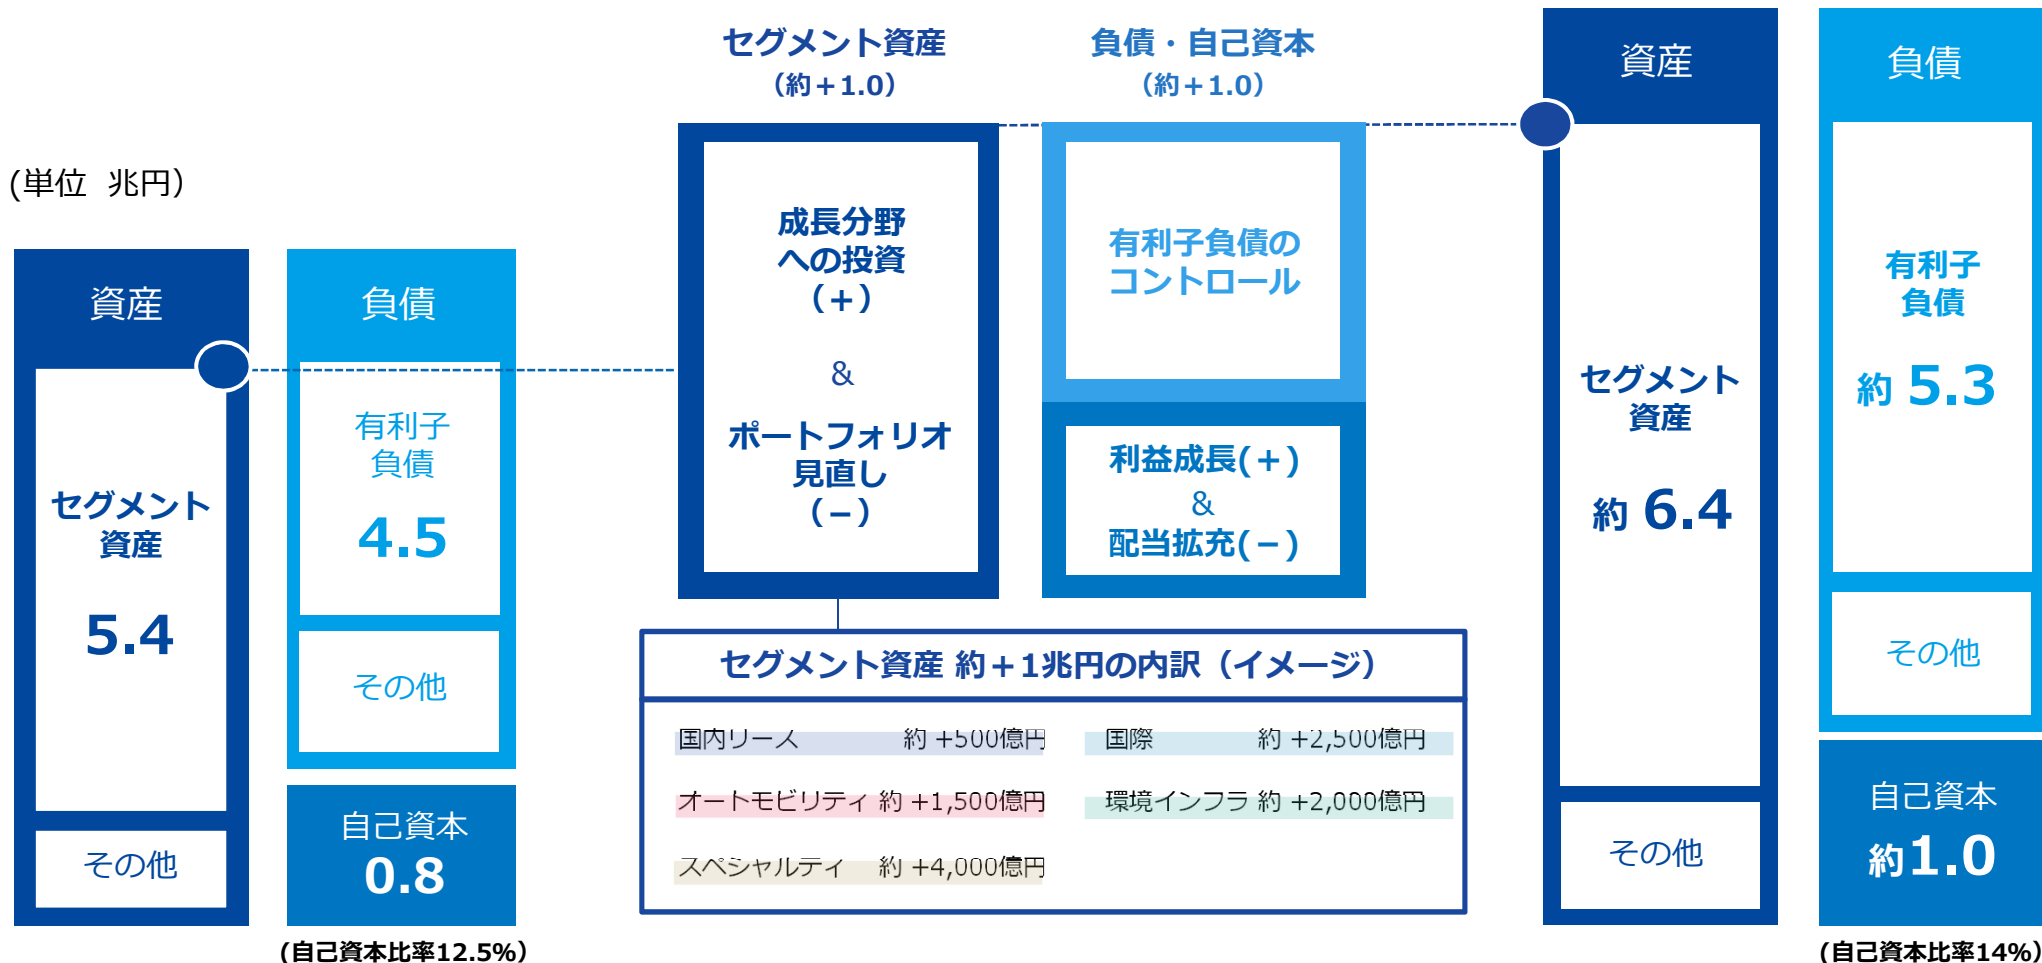 (単位 兆円)
資産
セグメント
資産
5.4
その他
負債
有利子
負債
4.5
その他
自己資本
0.8
(自己資本比率12.5%)
セグメント資産
(約+1.0)
成長分野
への投資
(+)
&
ポートフォリオ
見直し
(-)
負債・自己資本
(約+1.0)
有利子負債の
コントロール
利益成長(+)
&
配当拡充(-)
セグメント資産 約+1兆円の内訳(イメージ)
国内リース 約 +500億円 国際 約 +2,500億円
オートモビリティ 約 +1,500億円 環境インフラ 約 +2,000億円
スペシャルティ 約 +4,000億円
資産
セグメント
資産
約 6.4
その他
負債
有利子
負債
約 5.3
その他
自己資本
約1.0
(自己資本比率14%)